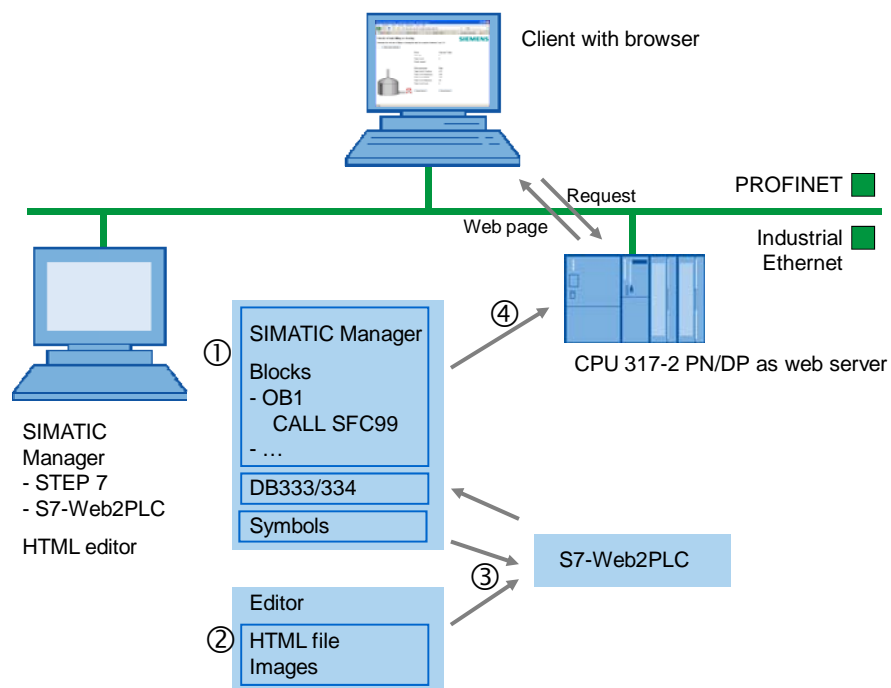 SIEMENS
Client with browser
PROFINET
Request
Web page
Industrial
Ethernet
CPU 317-2 PN/DP as web server
SIMATIC
Manager
- STEP 7
- S7-Web2PLC
HTML editor
①
SIMATIC Manager
Blocks
- OB1
CALL SFC99
- …
DB333/334
Symbols
④
②
Editor
HTML file
Images
③
S7-Web2PLC